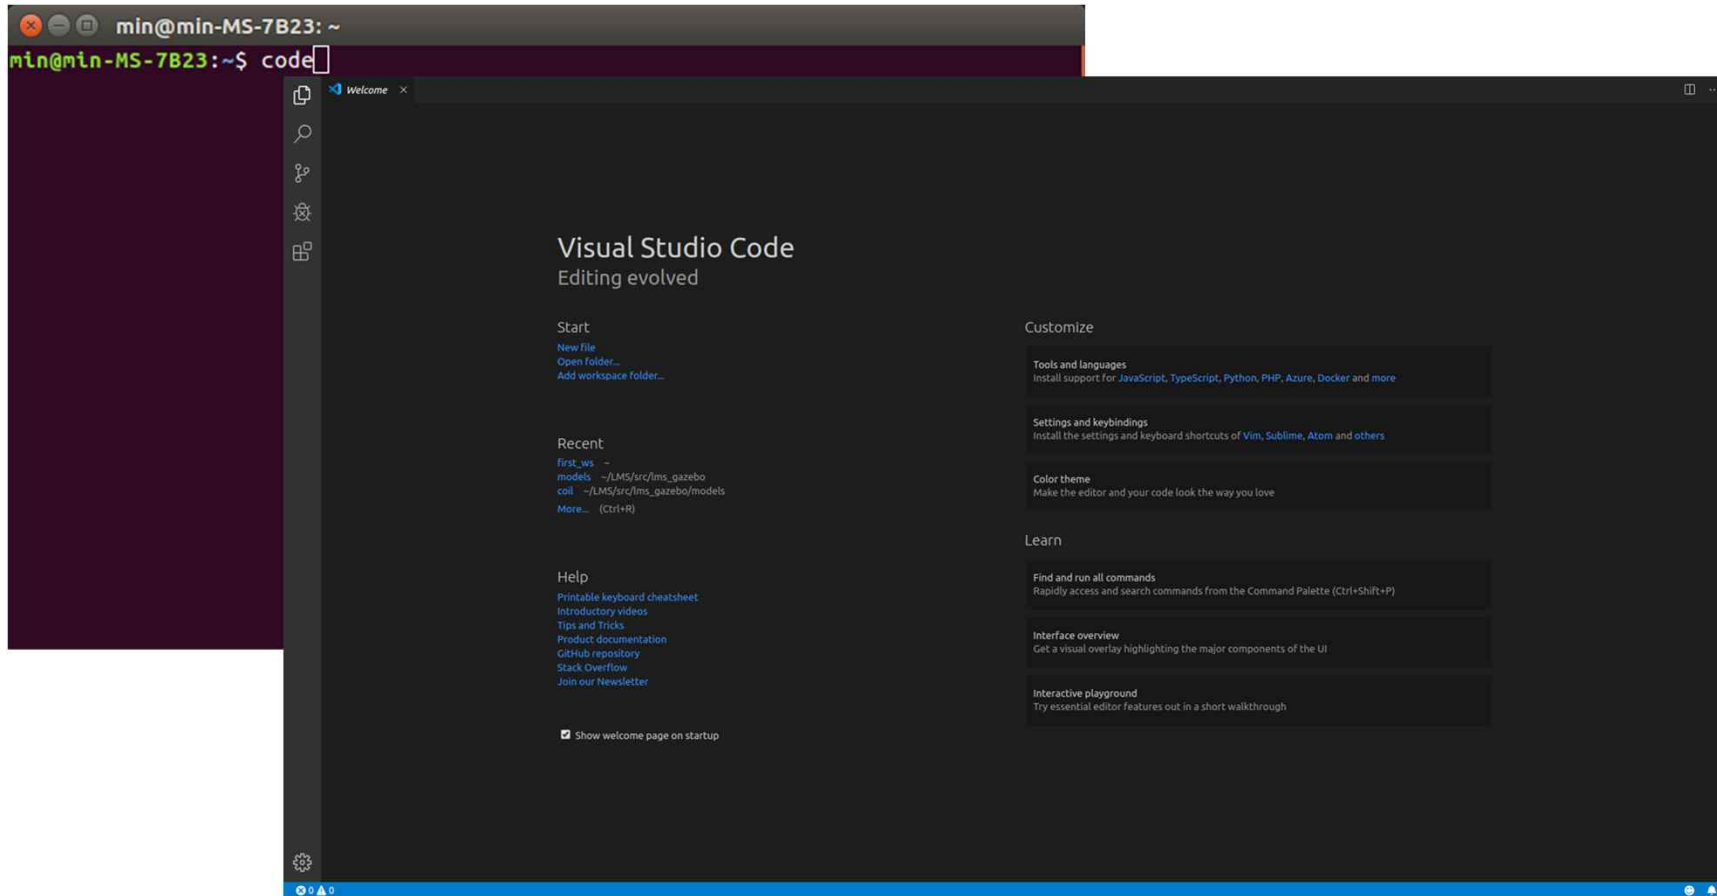 min@min-MS-7B23: ~
min@min-MS-7B23:~$ code
Welcome
Visual Studio Code
Editing evolved
Start
New file
Open folder...
Add workspace folder...
Recent
first_ws ~
models ~/LMS/src/lms_gazebo
coil ~/LMS/src/lms_gazebo/models
More... (Ctrl+R)
Help
Printable keyboard cheatsheet
Introductory videos
Tips and Tricks
Product documentation
GitHub repository
Stack Overflow
Join our Newsletter
Show welcome page on startup
Customize
Tools and languages
Install support for JavaScript, TypeScript, Python, PHP, Azure, Docker and more
Settings and keybindings
Install the settings and keyboard shortcuts of Vim, Sublime, Atom and others
Color theme
Make the editor and your code look the way you love
Learn
Find and run all commands
Rapidly access and search commands from the Command Palette (Ctrl+Shift+P)
Interface overview
Get a visual overlay highlighting the major components of the UI
Interactive playground
Try essential editor features out in a short walkthrough
0 0